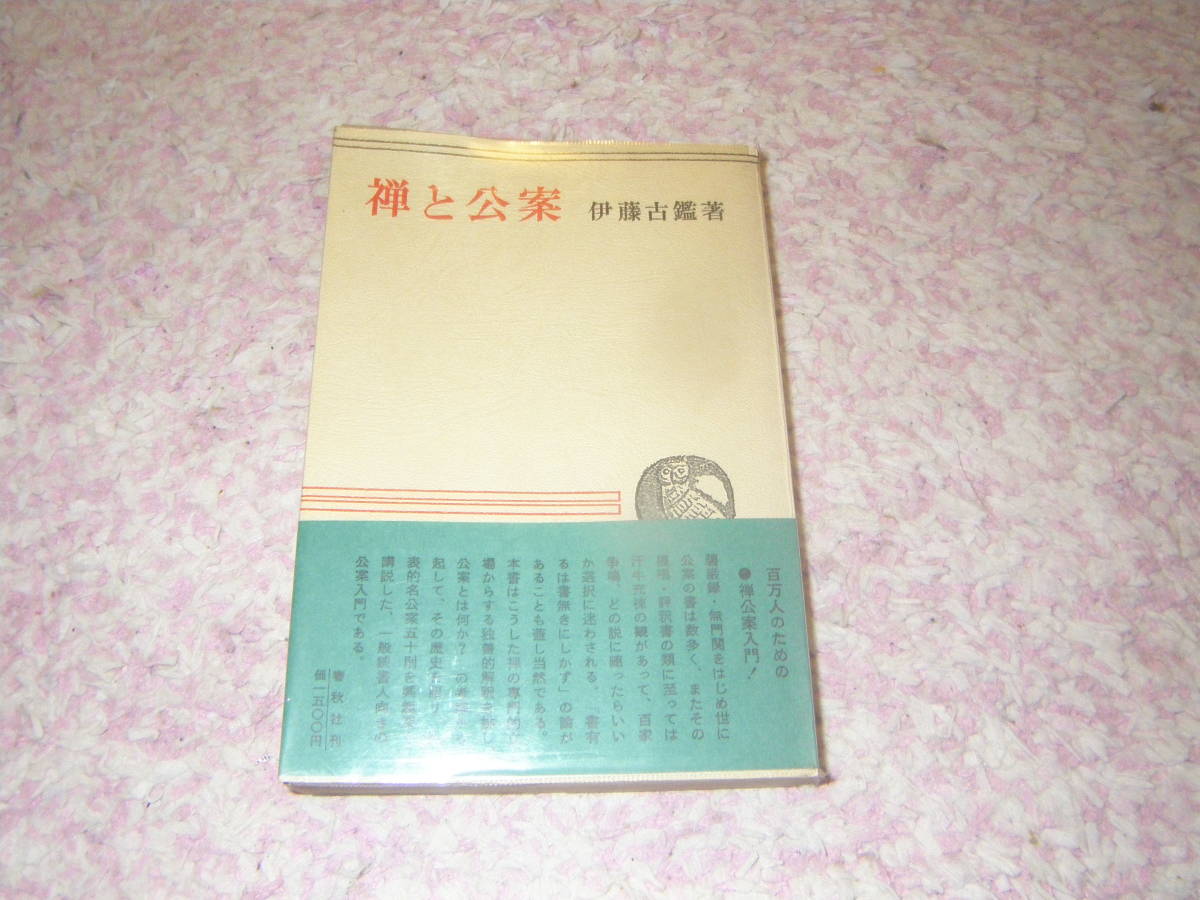 禅と公案 伊藤古鑑著
百万人のための
●禅公案入門!
碧巌録・無門関をはじめ世に
公案の書は数多く、またその
提唱・評釈書の類に至っては
汗牛充棟の観があって、百家
争鳴、どの説に随ったらいい
か選択に迷わされる。「書有
るは書無きにしかず」の論が
あることも蓋し当然である。
本書はこうした禅の専門的立
場からする独善的解釈を排し
公案とは何か?の
起して、その歴史を
表的名公案五十則を
講説した、一般読書人向きの
公案入門である。
春秋社刊
価一五〇〇円